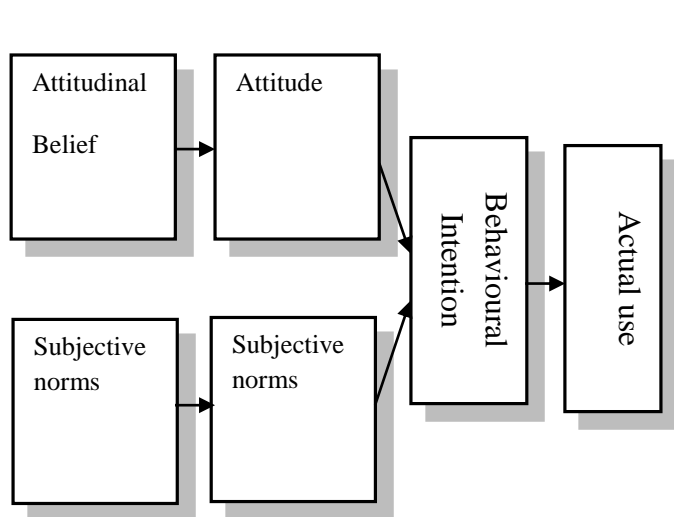 Attitudinal
Belief
Attitude
Subjective
norms
Subjective
norms
Behavioural
Intention
Actual use